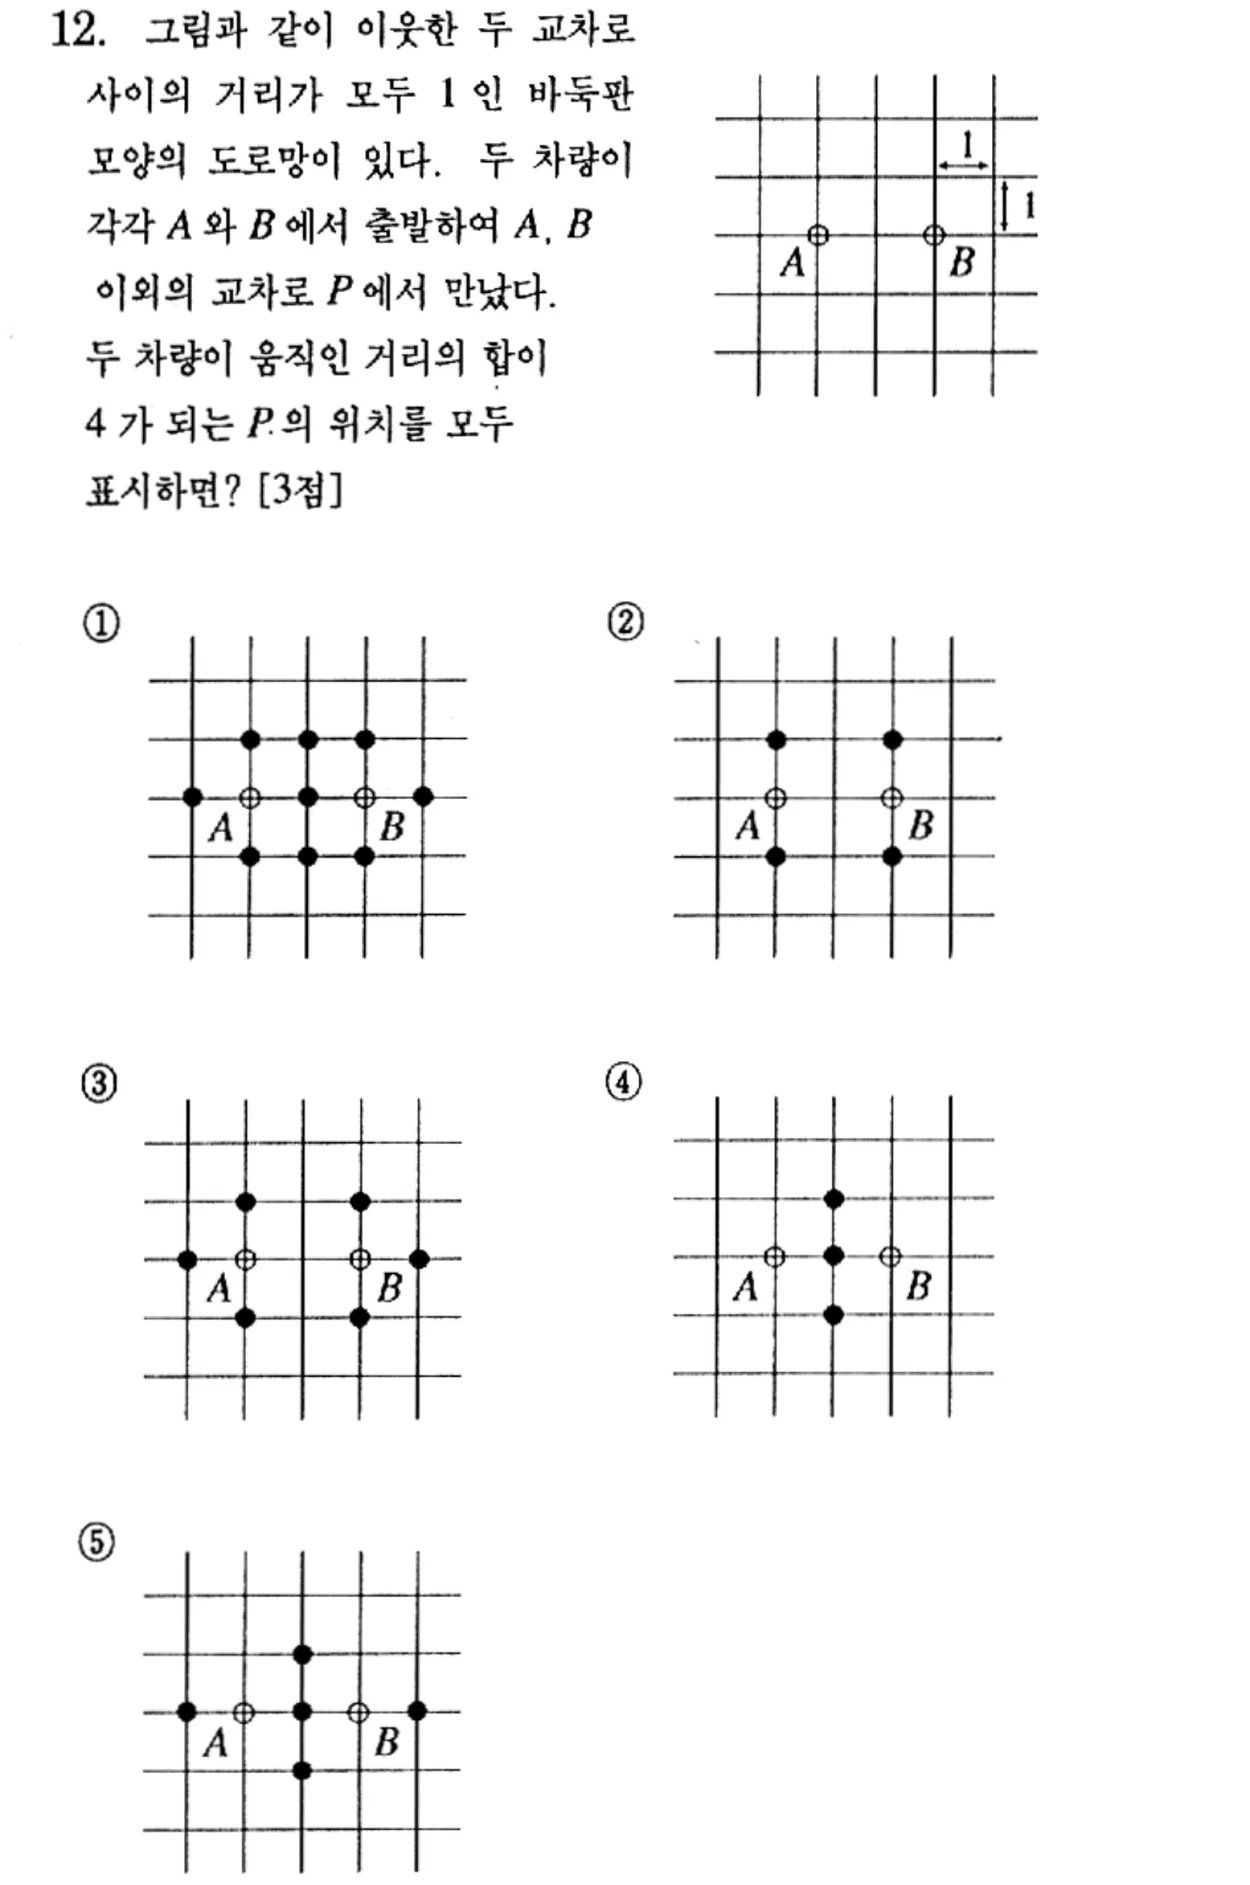 12. 그림과 같이 이웃한 두 교차로
사이의 거리가 모두 1 인 바둑판
모양의 도로망이 있다. 두 차량이
각각 A 와 B 에서 출발하여 A, B
이외의 교차로 P 에서 만났다.
두 차량이 움직인 거리의 합이
4 가 되는 P 의 위치를 모두
표시하면? [3점]
1
1
A B
①
A B
②
A B
③
A B
④
A B
⑤
A B